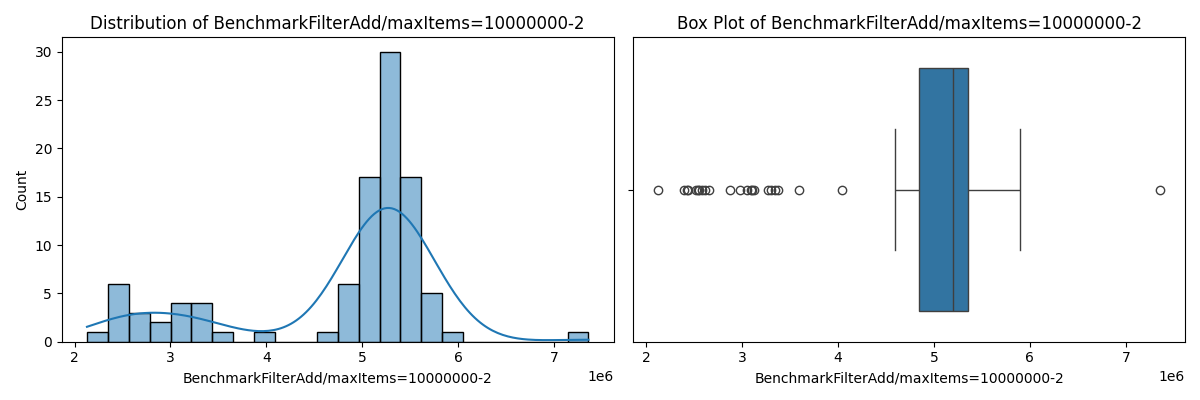 Distribution of BenchmarkFilterAdd/maxItems=10000000-2
Count
30
25
20
15
10
5
0
2 3 4 5 6 7
1e6
BenchmarkFilterAdd/maxItems=10000000-2
Box Plot of BenchmarkFilterAdd/maxItems=10000000-2
2 3 4 5 6 7
1e6
BenchmarkFilterAdd/maxItems=10000000-2